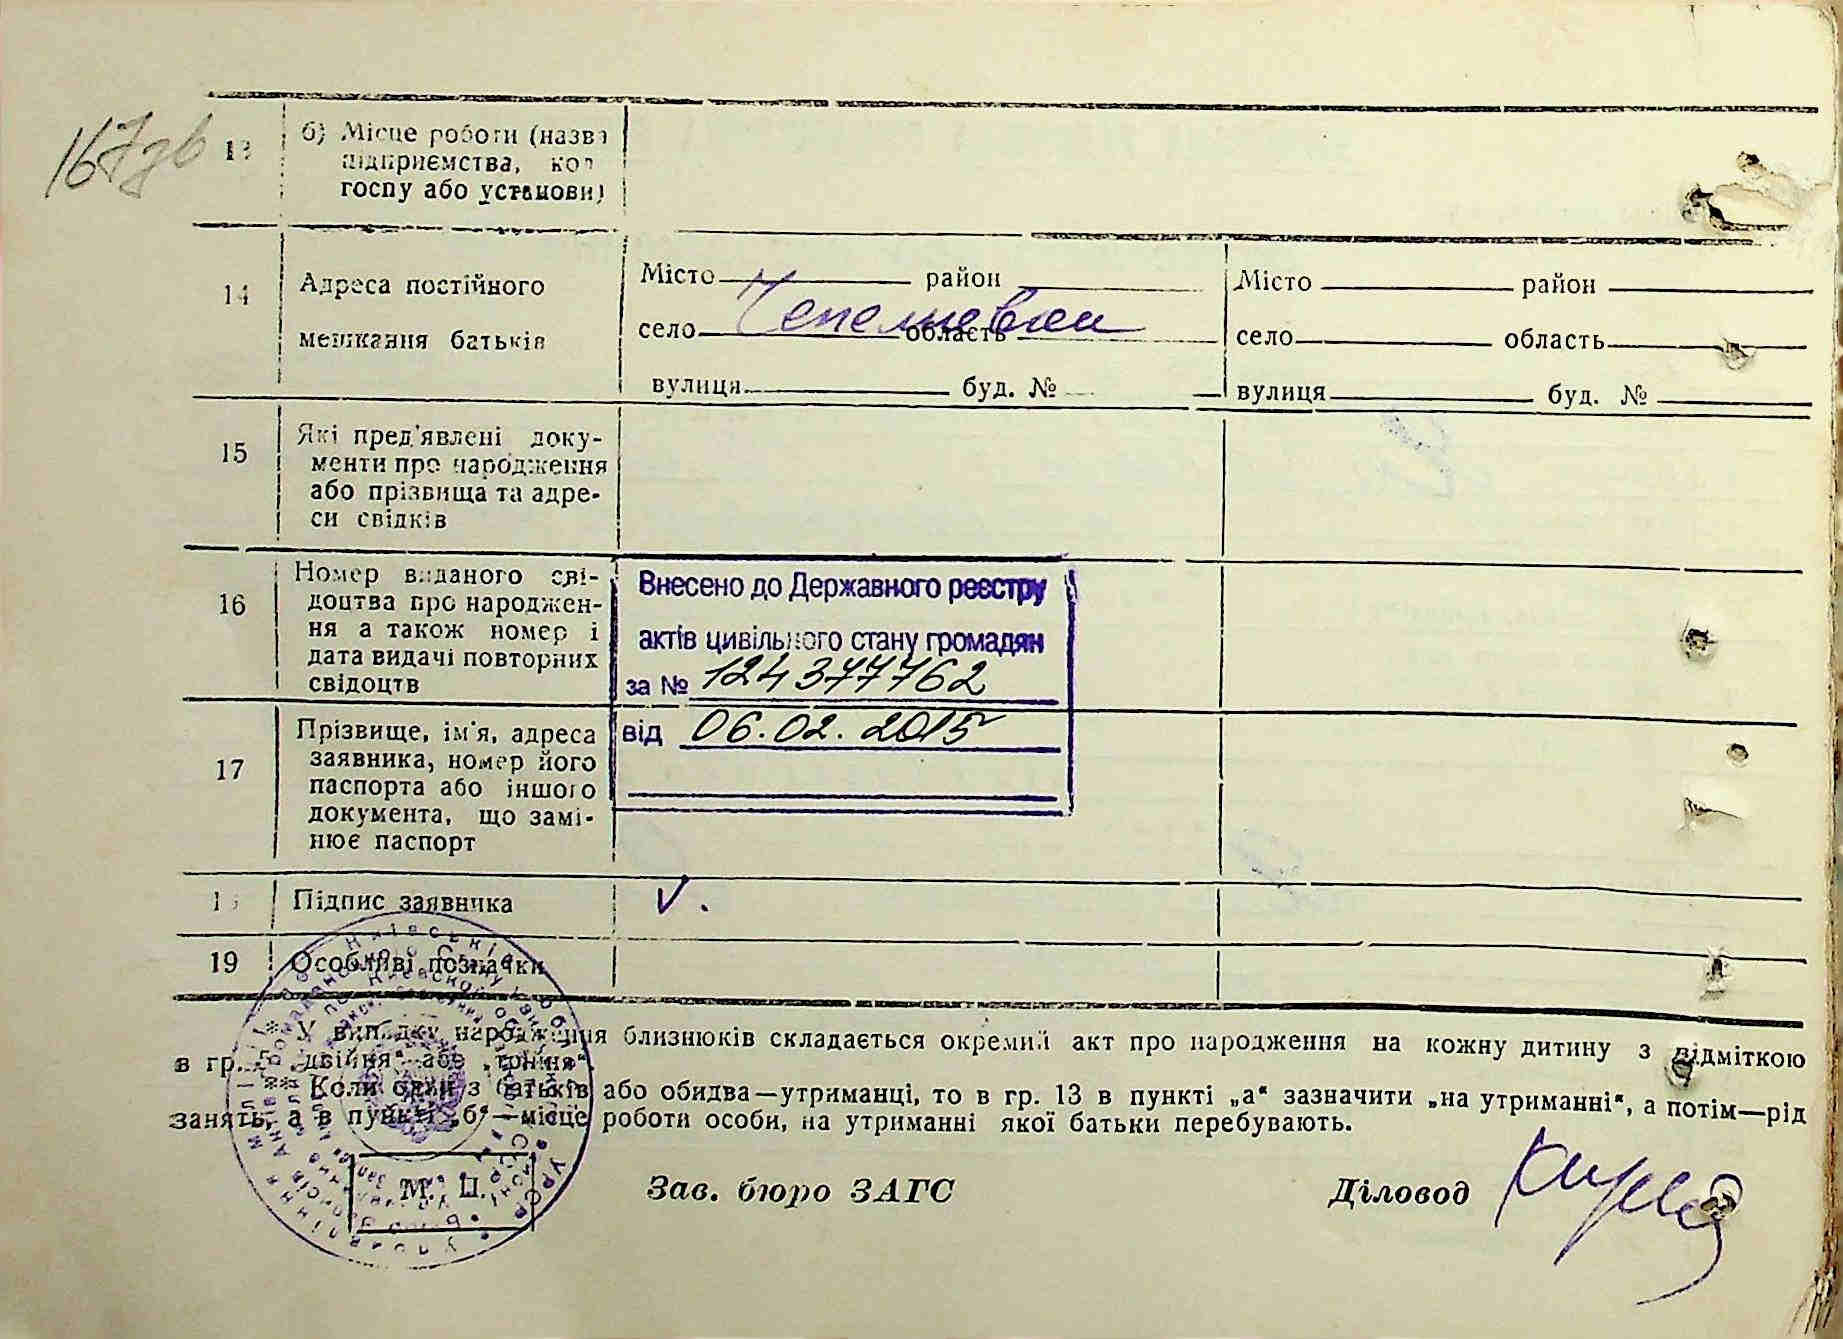 13
б) Місце роботи (назва
підприємства, кол
госпу або установи)
14
Адреса постійного
мешкання батьків
Місто район
село область
вулиця буд. №
Місто район
село область
вулиця буд. №
15
Які пред'явлені доку-
менти про народження
або прізвища та адре-
си свідків
16
Номер виданого сві-
доцтва про народжен-
ня а також номер і
дата видачі повторних
свідоцтв
Внесено до Державного реєстру
актів цивільного стану громадян
за № 124377762
від 06.02.2015
17
Прізвище, ім'я, адреса
заявника, номер його
паспорта або іншого
документа, що замі-
нює паспорт
Підпис заявника
V.
19
Особливі позначки
У випадку народження близнюків складається окремий акт про народження на кожну дитину з відміткою
в гр. 5 „двійня“ або „трійня“.
Коли один з батьків або обидва—утриманці, то в гр. 13 в пункті „а“ зазначити „на утриманні“, а потім—рід
занять, а в пункті „б“—місце роботи особи, на утриманні якої батьки перебувають.
М. П.
Зав. бюро ЗАГС
Діловод